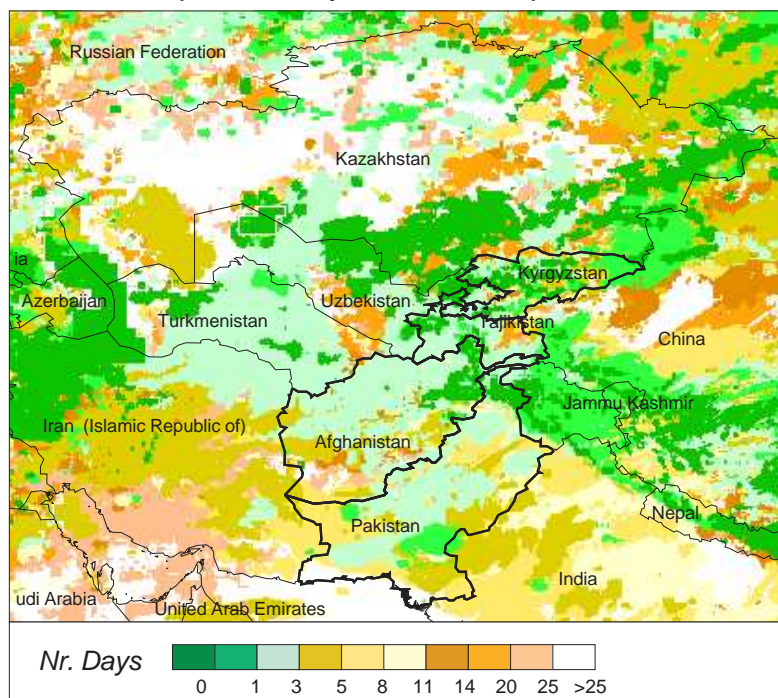 Russian Federation
Kazakhstan
ia
Kyrgyzstan
Azerbaijan
Uzbekistan
Turkmenistan
Tajikistan
China
Jammu Kashmir
Iran (Islamic Republic of)
Afghanistan
Nepal
Pakistan
India
udi Arabia
United Arab Emirates
Nr. Days
0 1 3 5 8 11 14 20 25 >25